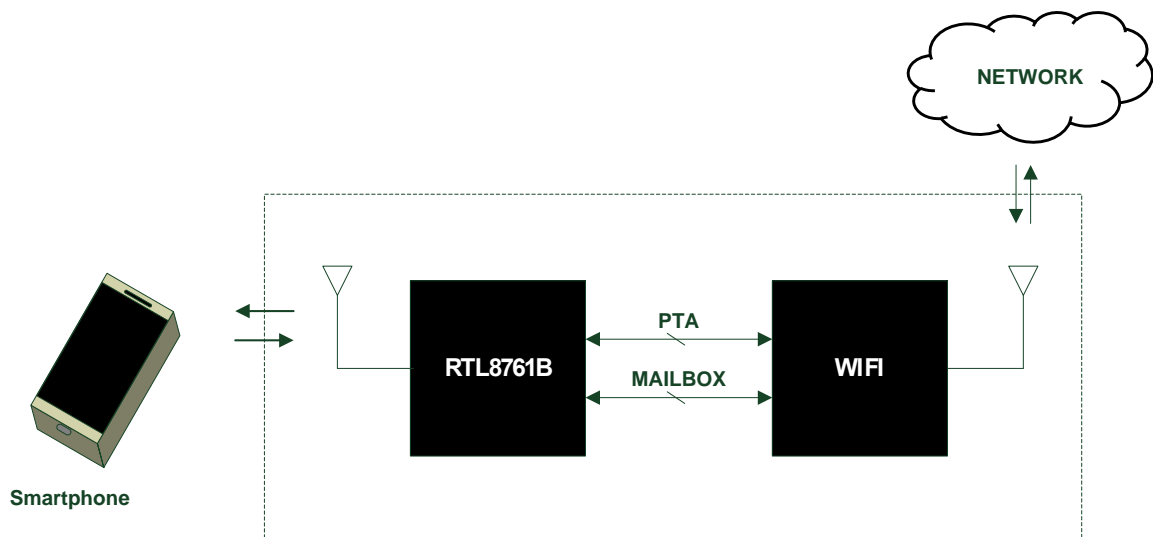 NETWORK
PTA
RTL8761B
WIFI
MAILBOX
Smartphone